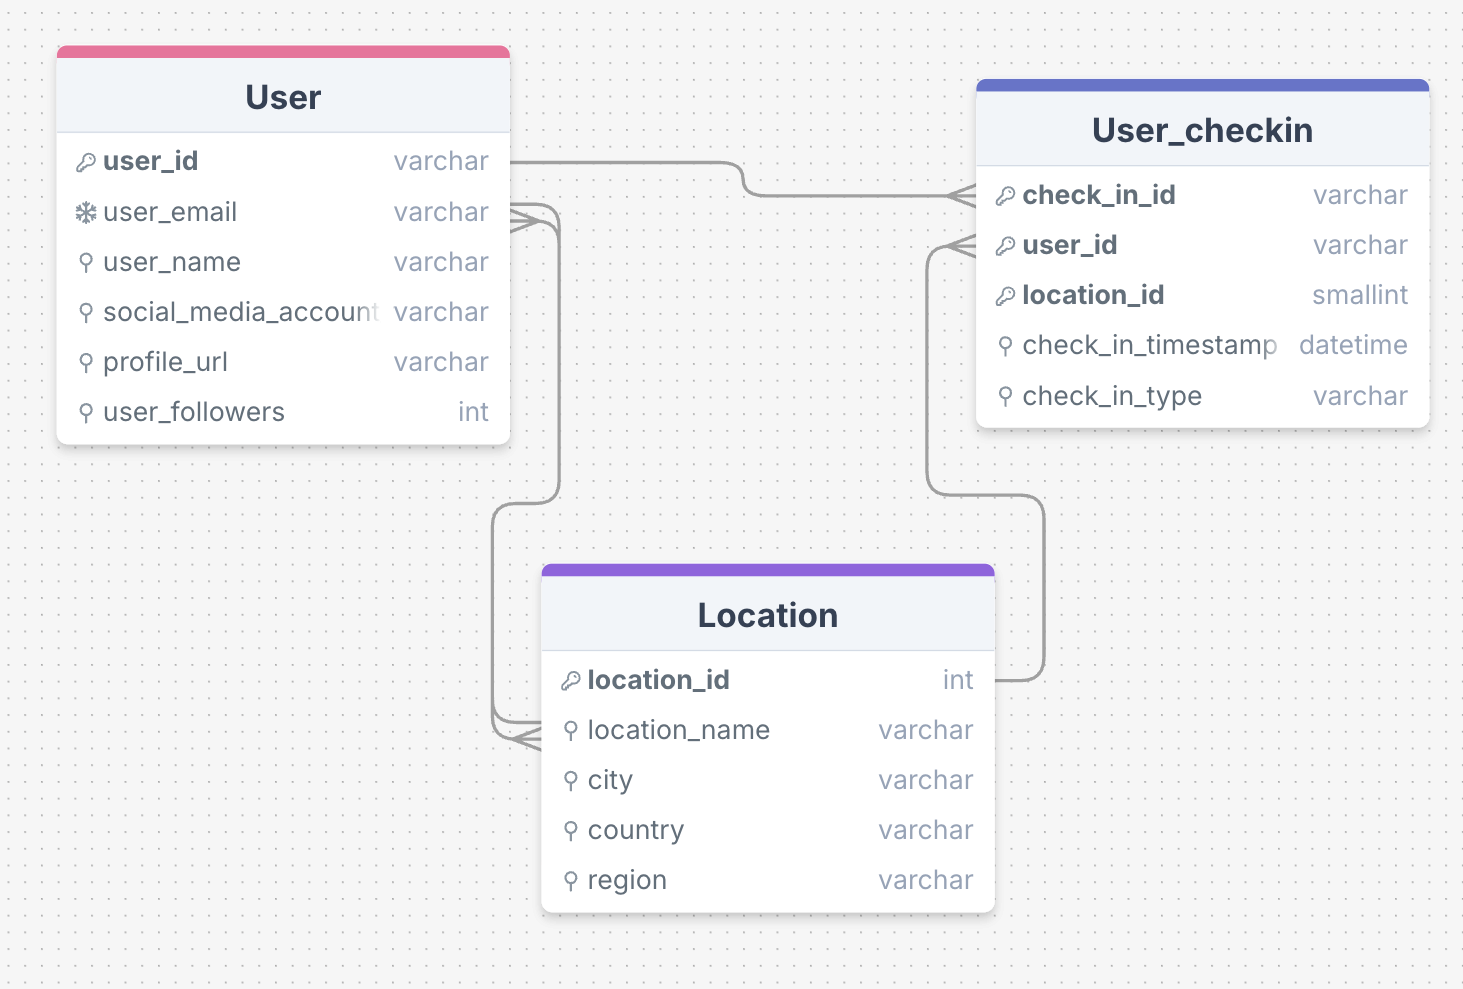 User
user_id varchar
user_email varchar
user_name varchar
social_media_account varchar
profile_url varchar
user_followers int
User_checkin
check_in_id varchar
user_id varchar
location_id smallint
check_in_timestamp datetime
check_in_type varchar
Location
location_id int
location_name varchar
city varchar
country varchar
region varchar